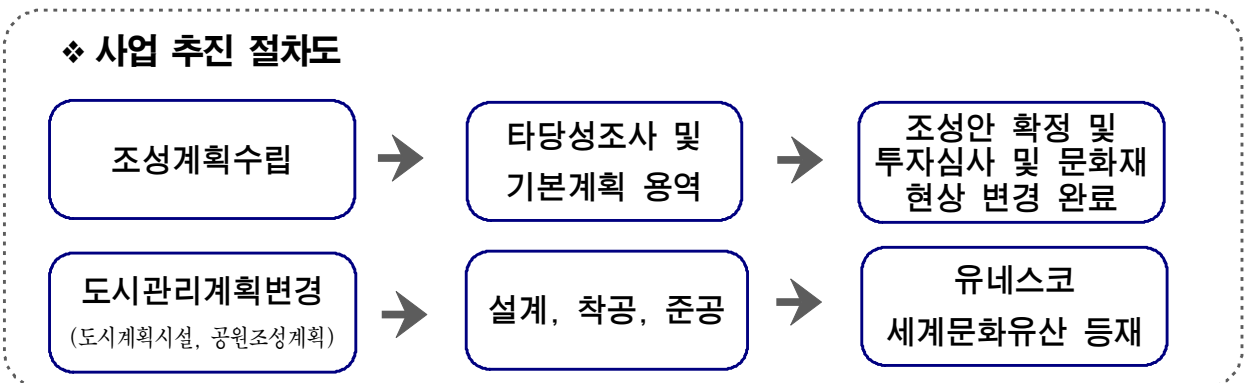 ❖ 사업 추진 절차도
조성계획수립
타당성조사 및
기본계획 용역
조성안 확정 및
투자심사 및 문화재
현상 변경 완료
도시관리계획변경
(도시계획시설, 공원조성계획)
설계, 착공, 준공
유네스코
세계문화유산 등재